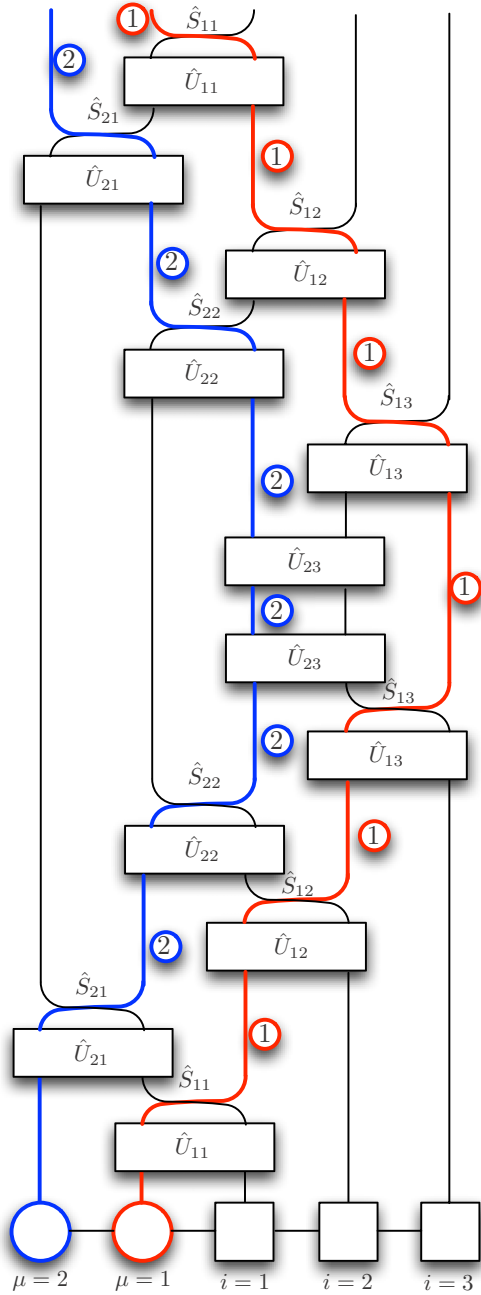 1
Ŝ₁₁
2
Û₁₁
Ŝ₂₁
1
Û₂₁
Ŝ₁₂
2
Û₁₂
Ŝ₂₂
1
Û₂₂
Ŝ₁₃
Û₁₃
2
Û₂₃
1
2
Û₂₃
Ŝ₁₃
2
Û₁₃
Ŝ₂₂
1
Û₂₂
Ŝ₁₂
Û₁₂
2
Ŝ₂₁
1
Û₂₁
Ŝ₁₁
Û₁₁
μ = 2 μ = 1 i = 1 i = 2 i = 3